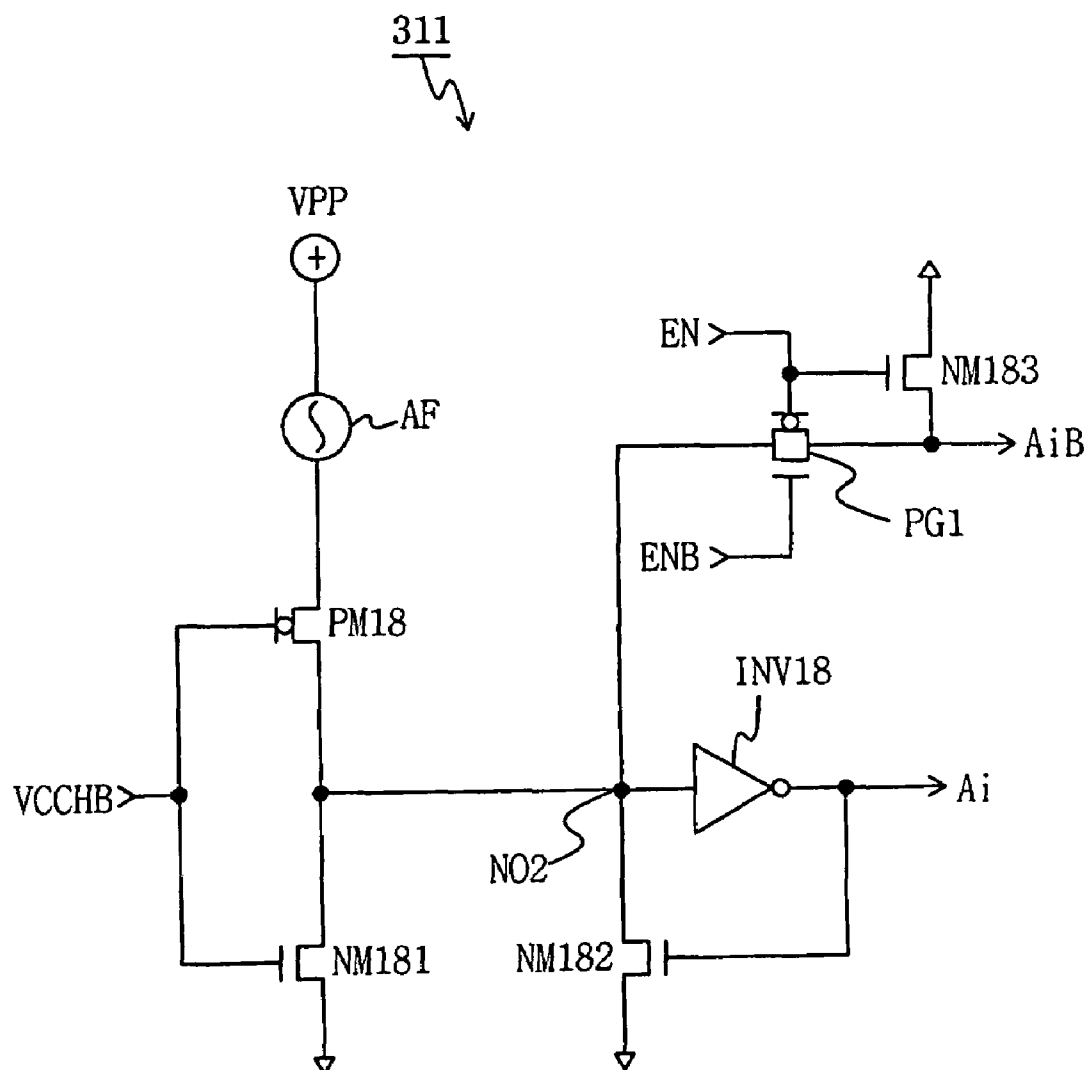 311
VPP
EN
NM183
AF
AiB
PG1
ENB
PM18
INV18
VCCHB
Ai
NO2
NM181
NM182